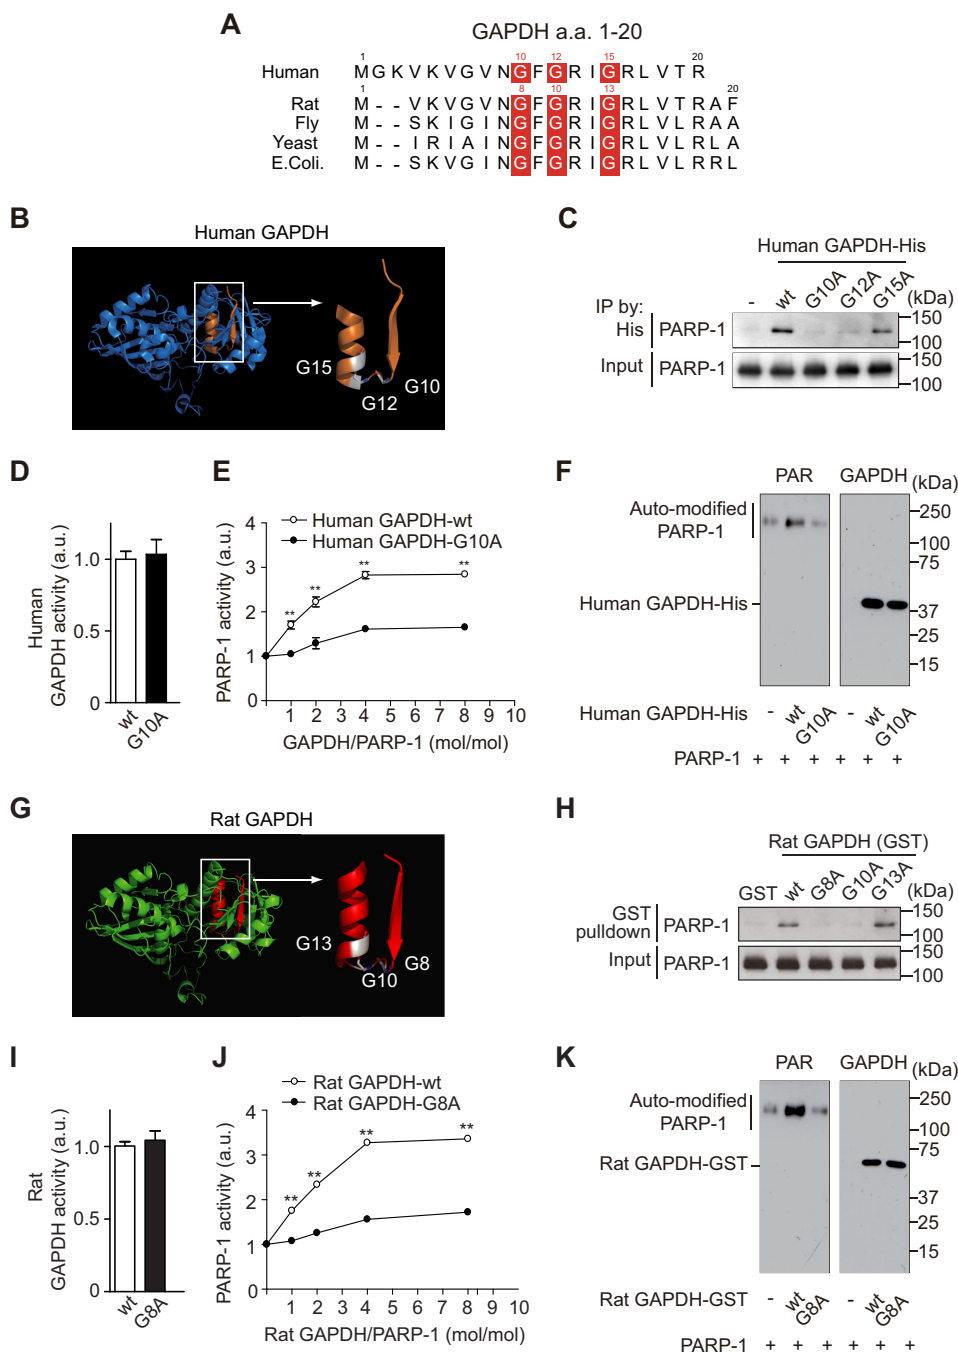 A
GAPDH a.a. 1-20
1 10 12 15 20
Human M G K V K V G V N G F G R I G R L V T R
1 8 10 13 20
Rat M - - V K V G V N G F G R I G R L V T R A F
Fly M - - S K I G I N G F G R I G R L V L R A A
Yeast M - - I R I A I N G F G R I G R L V L R L A
E.Coli. M - - S K V G I N G F G R I G R L V L R R L
B
Human GAPDH
G15
G12
G10
C
Human GAPDH-His
- wt G10A G12A G15A (kDa)
IP by:
His PARP-1
150
100
Input PARP-1
150
100
D
Human
GAPDH activity (a.u.)
1.0
0.5
0
wt
G10A
E
Human GAPDH-wt
Human GAPDH-G10A
PARP-1 activity (a.u.)
4
3
2
1
0
** ** ** **
1 2 3 4 5 6 7 8 9 10
GAPDH/PARP-1 (mol/mol)
F
PAR GAPDH (kDa)
Auto-modified
PARP-1
Human GAPDH-His
250
100
75
37
25
15
Human GAPDH-His - wt G10A - wt G10A
PARP-1 + + + + + +
G
Rat GAPDH
G13
G10
G8
H
Rat GAPDH (GST)
GST wt G8A G10A G13A (kDa)
GST
pulldown PARP-1
150
100
Input PARP-1
150
100
I
Rat
GAPDH activity (a.u.)
1.0
0.5
0
wt
G8A
J
Rat GAPDH-wt
Rat GAPDH-G8A
PARP-1 activity (a.u.)
4
3
2
1
0
** ** ** **
1 2 3 4 5 6 7 8 9 10
Rat GAPDH/PARP-1 (mol/mol)
K
PAR GAPDH (kDa)
Auto-modified
PARP-1
Rat GAPDH-GST
250
100
75
37
25
15
Rat GAPDH-GST - wt G8A - wt G8A
PARP-1 + + + + + +